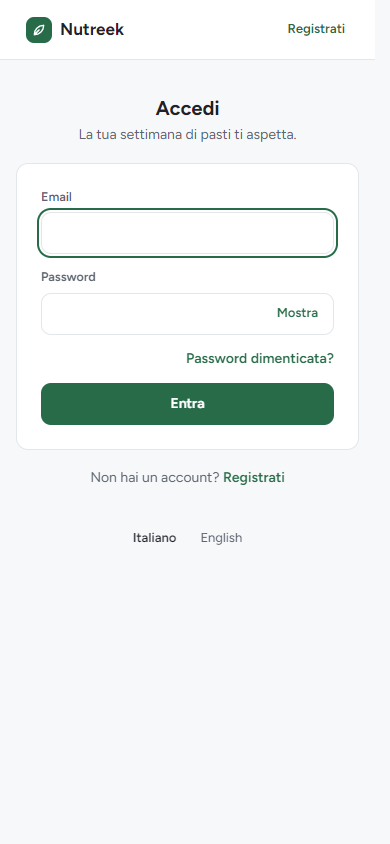 Nutreek
Registrati
Accedi
La tua settimana di pasti ti aspetta.
Email
Password
Mostra
Password dimenticata?
Entra
Non hai un account? Registrati
Italiano English